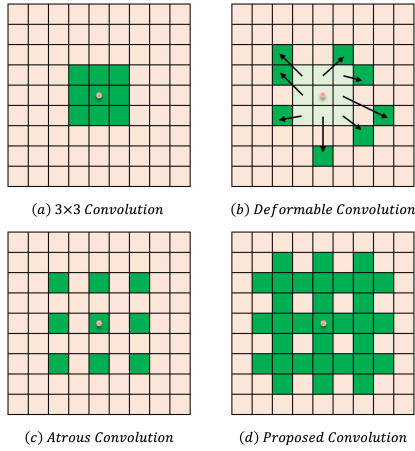 (a) 3×3 Convolution
(b) Deformable Convolution
(c) Atrous Convolution
(d) Proposed Convolution